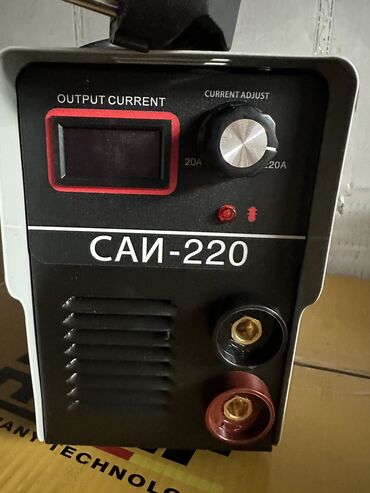 OUTPUT CURRENT
CURRENT ADJUST
20A
220A
САИ-220
TECHNOLO